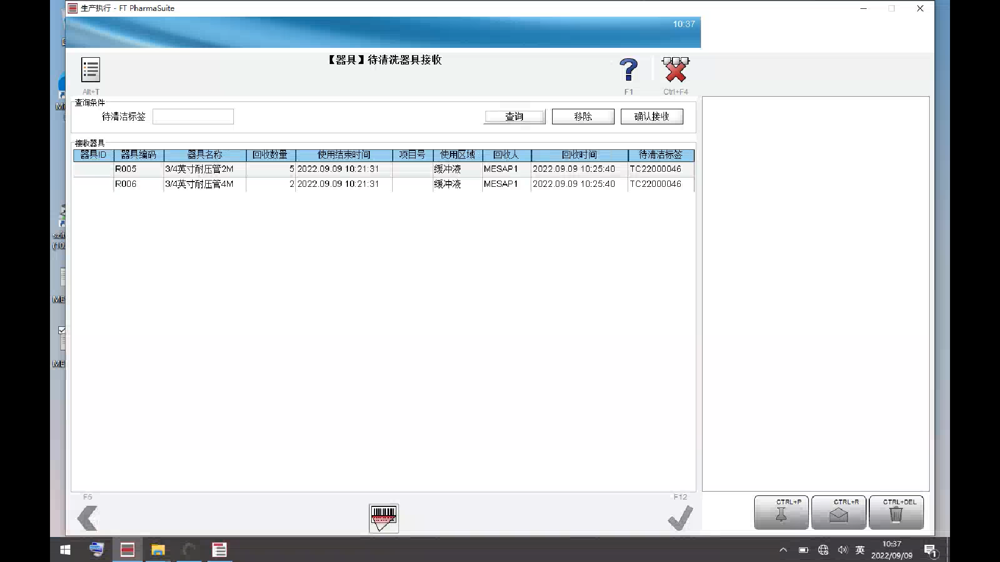 生产执行 - FT PharmaSuite
10:37
【器具】待清洗器具接收
Alt+T
F1
Ctrl+F4
查询条件
待清洁标签
查询
移除
确认接收
接收器具
器具ID 器具编码 器具名称 回收数量 使用结束时间 项目号 使用区域 回收人 回收时间 待清洁标签
R005 3/4英寸耐压管2M 5 2022.09.09 10:21:31 缓冲液 MESAP1 2022.09.09 10:25:40 TC22000046
R006 3/4英寸耐压管4M 2 2022.09.09 10:21:31 缓冲液 MESAP1 2022.09.09 10:25:40 TC22000046
F5
F12
CTRL+P
CTRL+R
CTRL+DEL
szit
(10.
ME
ME
英
10:37
2022/09/09
1